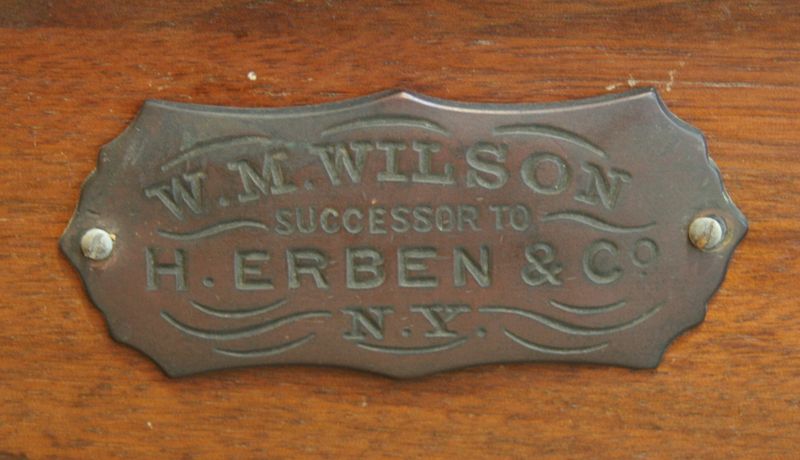 W.M. WILSON
SUCCESSOR TO
H. ERBEN & Co
N.Y.